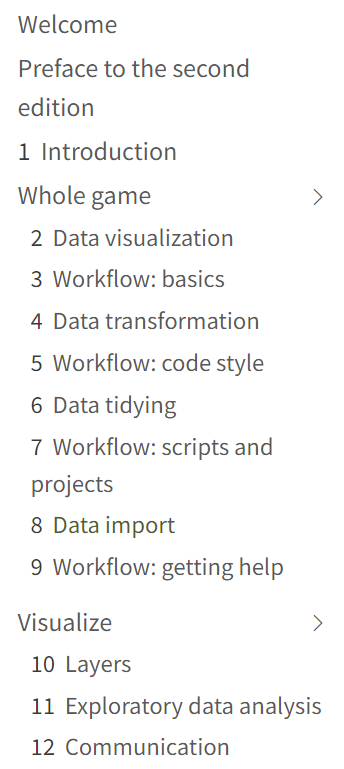 Welcome
Preface to the second
edition
1 Introduction
Whole game
2 Data visualization
3 Workflow: basics
4 Data transformation
5 Workflow: code style
6 Data tidying
7 Workflow: scripts and
projects
8 Data import
9 Workflow: getting help
Visualize
10 Layers
11 Exploratory data analysis
12 Communication